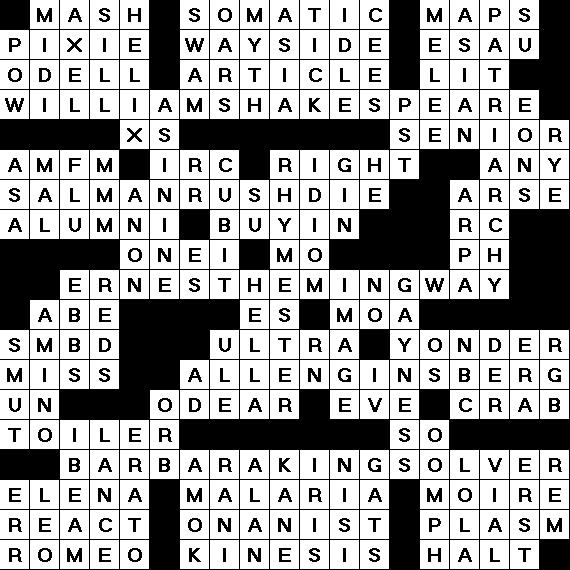 MASH SOMATIC MAPS
PIXIE WAYSIDE ESAU
ODELL ARTICLE LIT
WILLIAMSHAKESPEARE
XS SENIOR
AMFM IRC RIGHT ANY
SALMANRUSHDIE ARSE
ALUMNI BUYIN RC
ONEI MO PH
ERNESTHEMINGWAY
ABE ES MOA
SMBD ULTRA YONDER
MISS ALLENGINSBERG
UN ODEAR EVE CRAB
TOILER SO
BARBARAKINGSOLVER
ELENA MALARIA MOIRE
REACT ONANIST PLASM
ROMEO KINESIS HALT